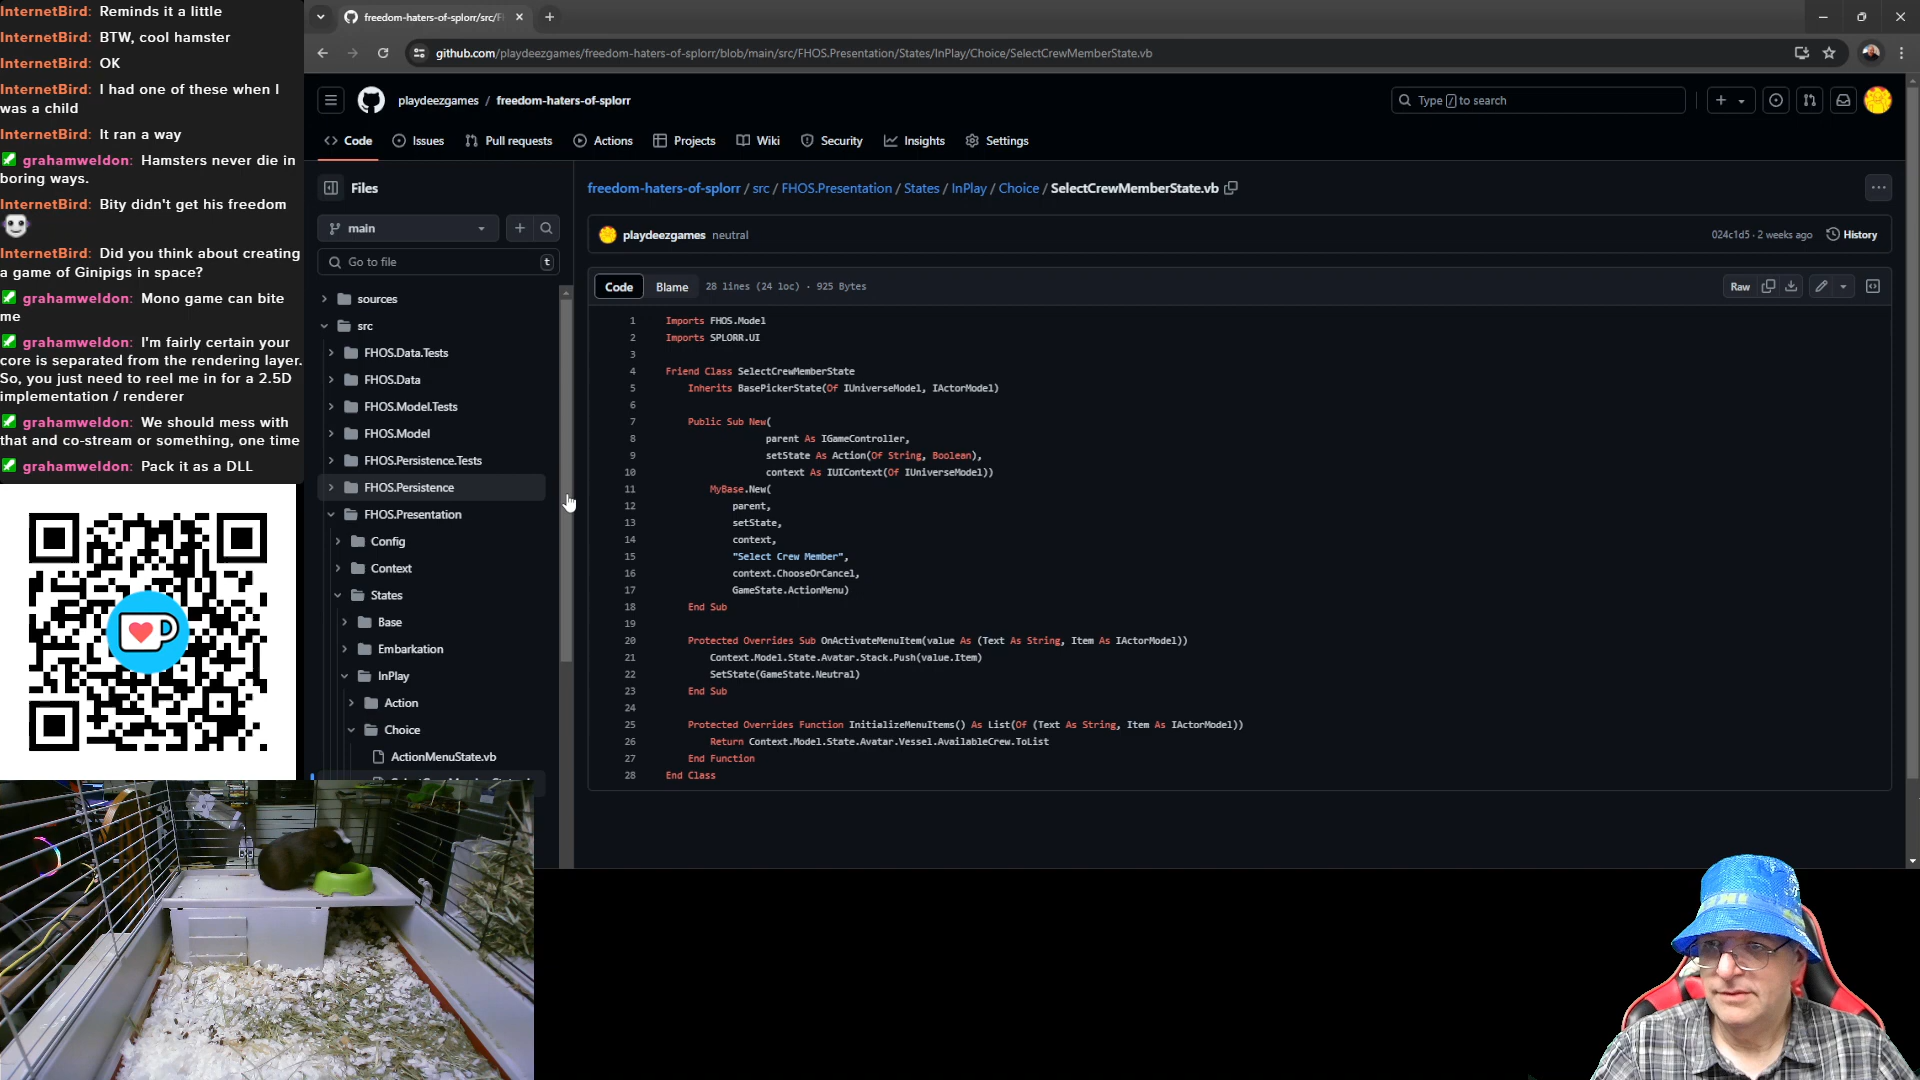 InternetBird: Reminds it a little
InternetBird: BTW, cool hamster
InternetBird: OK
InternetBird: I had one of these when I
was a child
InternetBird: It ran a way
grahamweldon: Hamsters never die in
boring ways.
InternetBird: Bity didn't get his freedom
InternetBird: Did you think about creating
a game of Ginipigs in space?
grahamweldon: Mono game can bite
me
grahamweldon: I'm fairly certain your
core is separated from the rendering layer.
So, you just need to reel me in for a 2.5D
implementation / renderer
grahamweldon: We should mess with
that and co-stream or something, one time
grahamweldon: Pack it as a DLL
freedom-haters-of-splorr/src/F
github.com/playdeezgames/freedom-haters-of-splorr/blob/main/src/FHOS.Presentation/States/InPlay/Choice/SelectCrewMemberState.vb
playdeezgames / freedom-haters-of-splorr
Type / to search
Code
Issues
Pull requests
Actions
Projects
Wiki
Security
Insights
Settings
Files
main
Go to file
t
sources
src
FHOS.Data.Tests
FHOS.Data
FHOS.Model.Tests
FHOS.Model
FHOS.Persistence.Tests
FHOS.Persistence
FHOS.Presentation
Config
Context
States
Base
Embarkation
InPlay
Action
Choice
ActionMenuState.vb
freedom-haters-of-splorr / src / FHOS.Presentation / States / InPlay / Choice / SelectCrewMemberState.vb
playdeezgames neutral
024c1d5 · 2 weeks ago
History
Code
Blame
28 lines (24 loc) · 925 Bytes
Raw
1 Imports FHOS.Model
2 Imports SPLORR.UI
3
4 Friend Class SelectCrewMemberState
5 Inherits BasePickerState(Of IUniverseModel, IActorModel)
6
7 Public Sub New(
8 parent As IGameController,
9 setState As Action(Of String, Boolean),
10 context As IUIContext(Of IUniverseModel))
11 MyBase.New(
12 parent,
13 setState,
14 context,
15 "Select Crew Member",
16 context.ChooseOrCancel,
17 GameState.ActionMenu)
18 End Sub
19
20 Protected Overrides Sub OnActivateMenuItem(value As (Text As String, Item As IActorModel))
21 Context.Model.State.Avatar.Stack.Push(value.Item)
22 SetState(GameState.Neutral)
23 End Sub
24
25 Protected Overrides Function InitializeMenuItems() As List(Of (Text As String, Item As IActorModel))
26 Return Context.Model.State.Avatar.Vessel.AvailableCrew.ToList
27 End Function
28 End Class